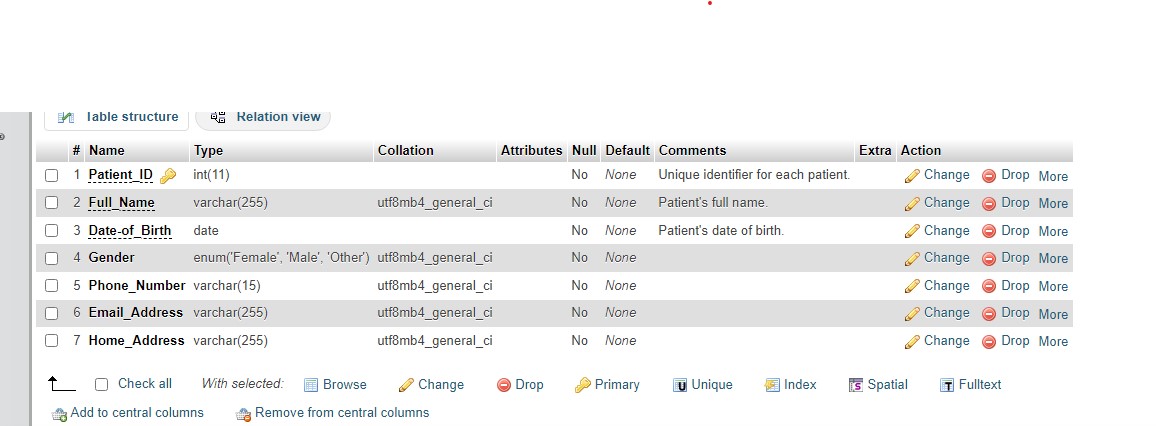 Table structure Relation view
# Name Type Collation Attributes Null Default Comments Extra Action
1 Patient_ID int(11) No None Unique identifier for each patient. Change Drop More
2 Full_Name varchar(255) utf8mb4_general_ci No None Patient's full name. Change Drop More
3 Date-of_Birth date No None Patient's date of birth. Change Drop More
4 Gender enum('Female', 'Male', 'Other') utf8mb4_general_ci No None Change Drop More
5 Phone_Number varchar(15) utf8mb4_general_ci No None Change Drop More
6 Email_Address varchar(255) utf8mb4_general_ci No None Change Drop More
7 Home_Address varchar(255) utf8mb4_general_ci No None Change Drop More
Check all With selected: Browse Change Drop Primary Unique Index Spatial Fulltext
Add to central columns Remove from central columns